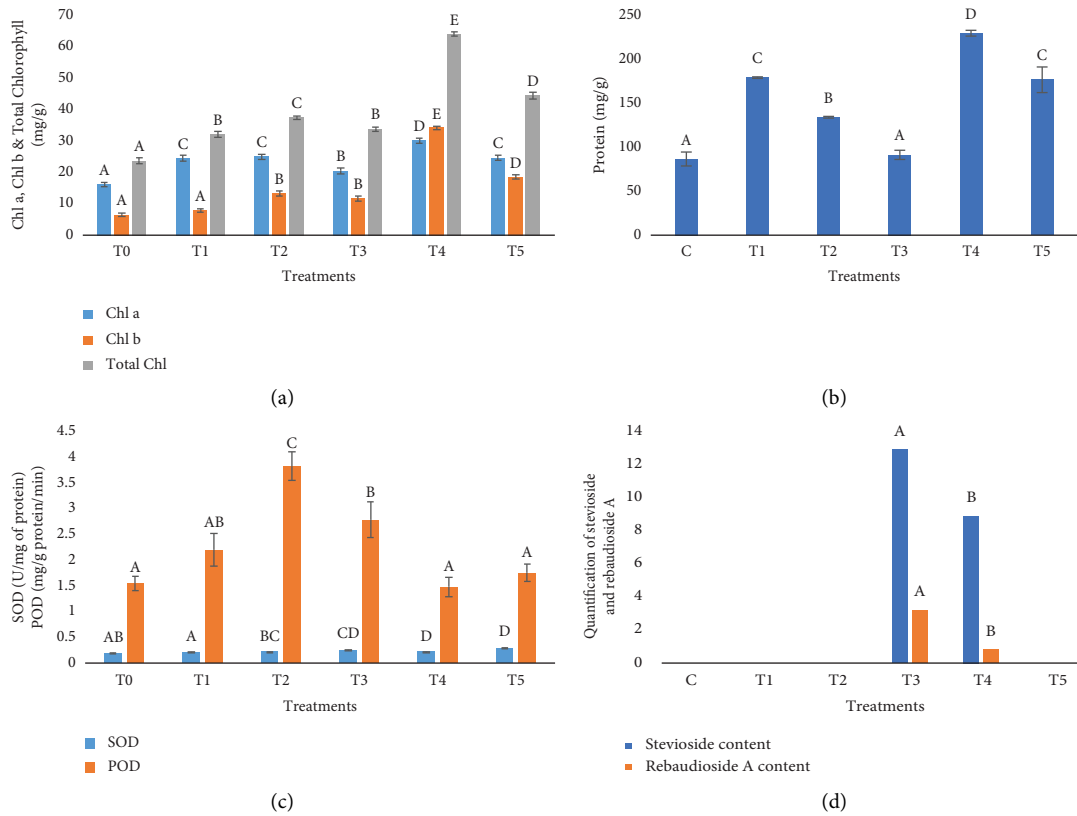 70
60
50
40
30
20
10
0
Chl a, Chl b & Total Chlorophyll
(mg/g)
A A A
C A B
C B C
B B B
D E E
C D D
T0 T1 T2 T3 T4 T5
Treatments
Chl a
Chl b
Total Chl
(a)
250
200
150
100
50
0
Protein (mg/g)
A C B A D C
C T1 T2 T3 T4 T5
Treatments
(b)
4.5
4
3.5
3
2.5
2
1.5
1
0.5
0
SOD (U/mg of protein)
POD (mg/g protein/min)
AB A
A AB
BC C
CD B
D A
D A
T0 T1 T2 T3 T4 T5
Treatments
SOD
POD
(c)
14
12
10
8
6
4
2
0
Quantification of stevioside
and rebaudioside A
A A
B B
C T1 T2 T3 T4 T5
Treatments
Stevioside content
Rebaudioside A content
(d)